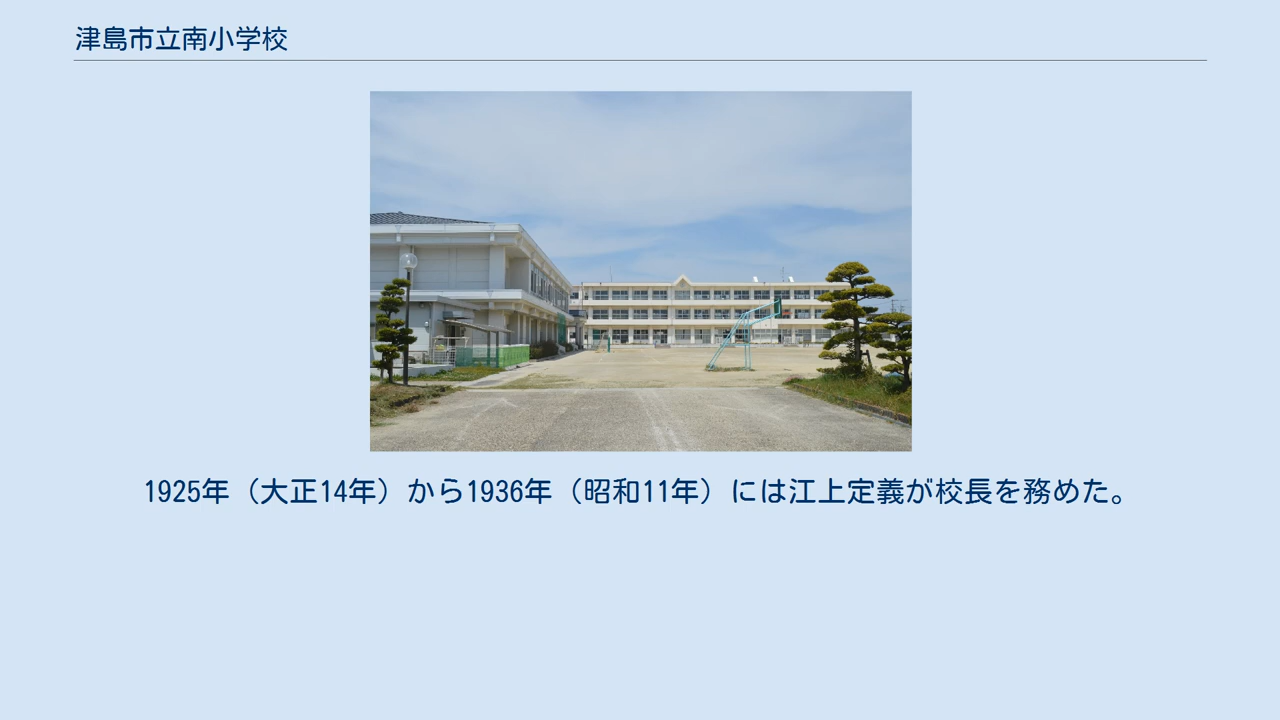 津島市立南小学校
1925年（大正14年）から1936年（昭和11年）には江上定義が校長を務めた。